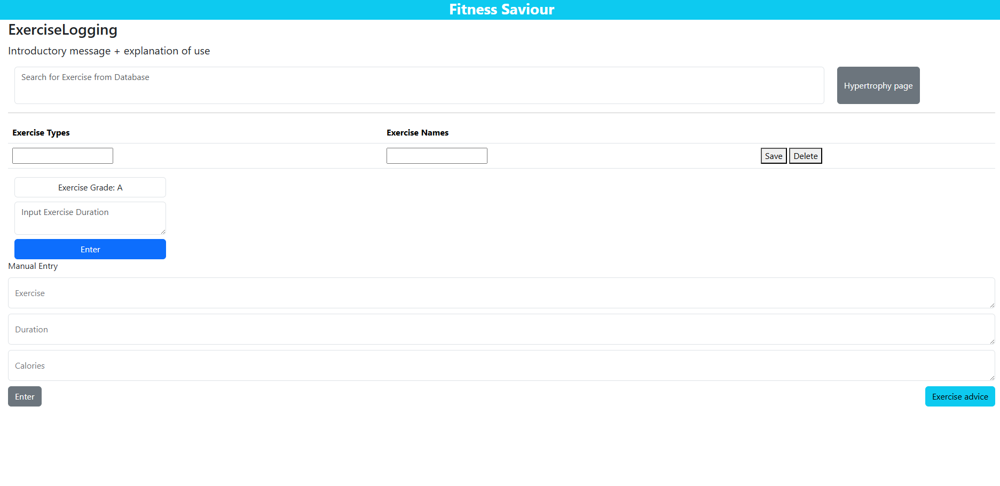 Fitness Saviour
ExerciseLogging
Introductory message + explanation of use
Search for Exercise from Database
Hypertrophy page
Exercise Types Exercise Names
Save Delete
Exercise Grade: A
Input Exercise Duration
Enter
Manual Entry
Exercise
Duration
Calories
Enter Exercise advice